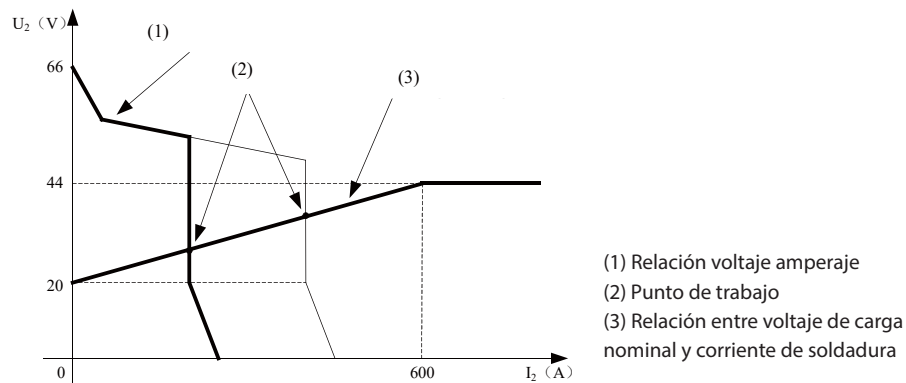 U₂ (V)
(1)
(2)
(3)
66
44
20
0
600
I₂ (A)
(1) Relación voltaje amperaje
(2) Punto de trabajo
(3) Relación entre voltaje de carga
nominal y corriente de soldadura